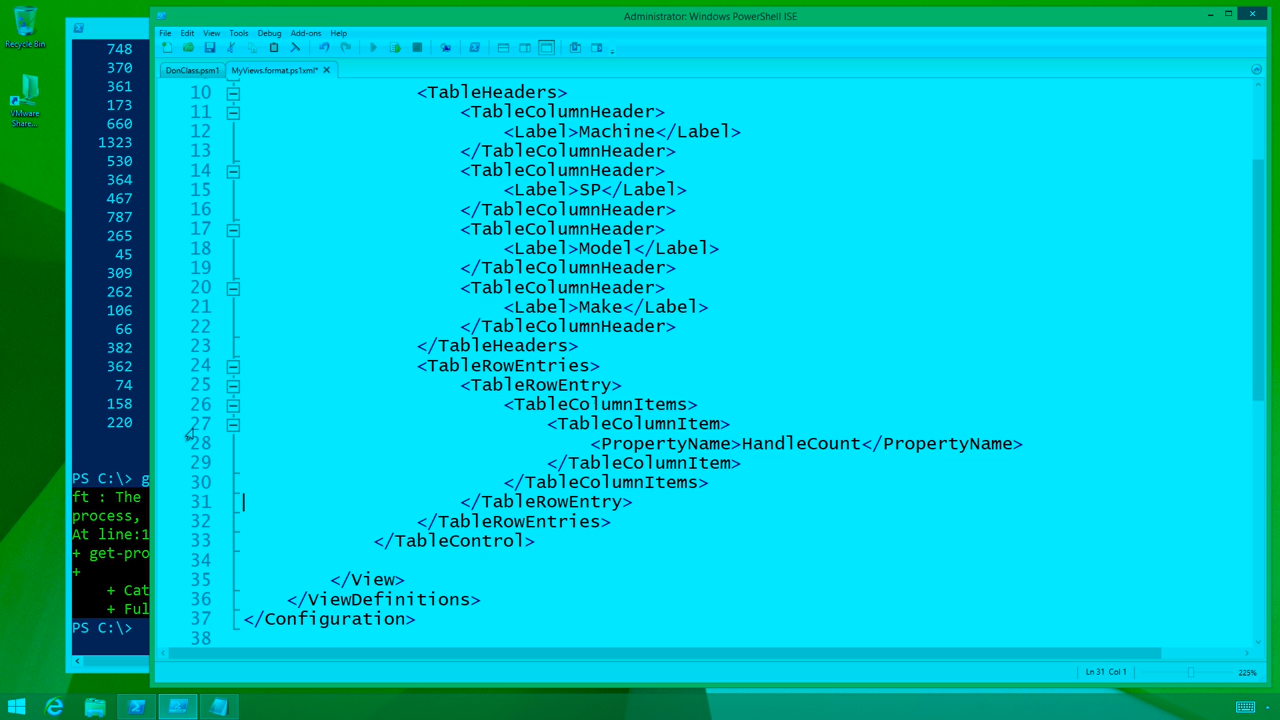 Administrator: Windows PowerShell ISE
File Edit View Tools Debug Add-ons Help
DonClass.psm1
MyViews.format.ps1xml*
Recycle Bin
VMware
Share...
748
370
361
173
660
1323
530
364
467
787
265
45
309
262
106
66
382
362
74
158
220
PS C:\> g
ft : The
process,
At line:1
+ get-pro
+
+ Cat
+ Ful
PS C:\>
10 <TableHeaders>
11 <TableColumnHeader>
12 <Label>Machine</Label>
13 </TableColumnHeader>
14 <TableColumnHeader>
15 <Label>SP</Label>
16 </TableColumnHeader>
17 <TableColumnHeader>
18 <Label>Model</Label>
19 </TableColumnHeader>
20 <TableColumnHeader>
21 <Label>Make</Label>
22 </TableColumnHeader>
23 </TableHeaders>
24 <TableRowEntries>
25 <TableRowEntry>
26 <TableColumnItems>
27 <TableColumnItem>
28 <PropertyName>HandleCount</PropertyName>
29 </TableColumnItem>
30 </TableColumnItems>
31 </TableRowEntry>
32 </TableRowEntries>
33 </TableControl>
34
35 </View>
36 </ViewDefinitions>
37 </Configuration>
38
Ln 31 Col 1
225%